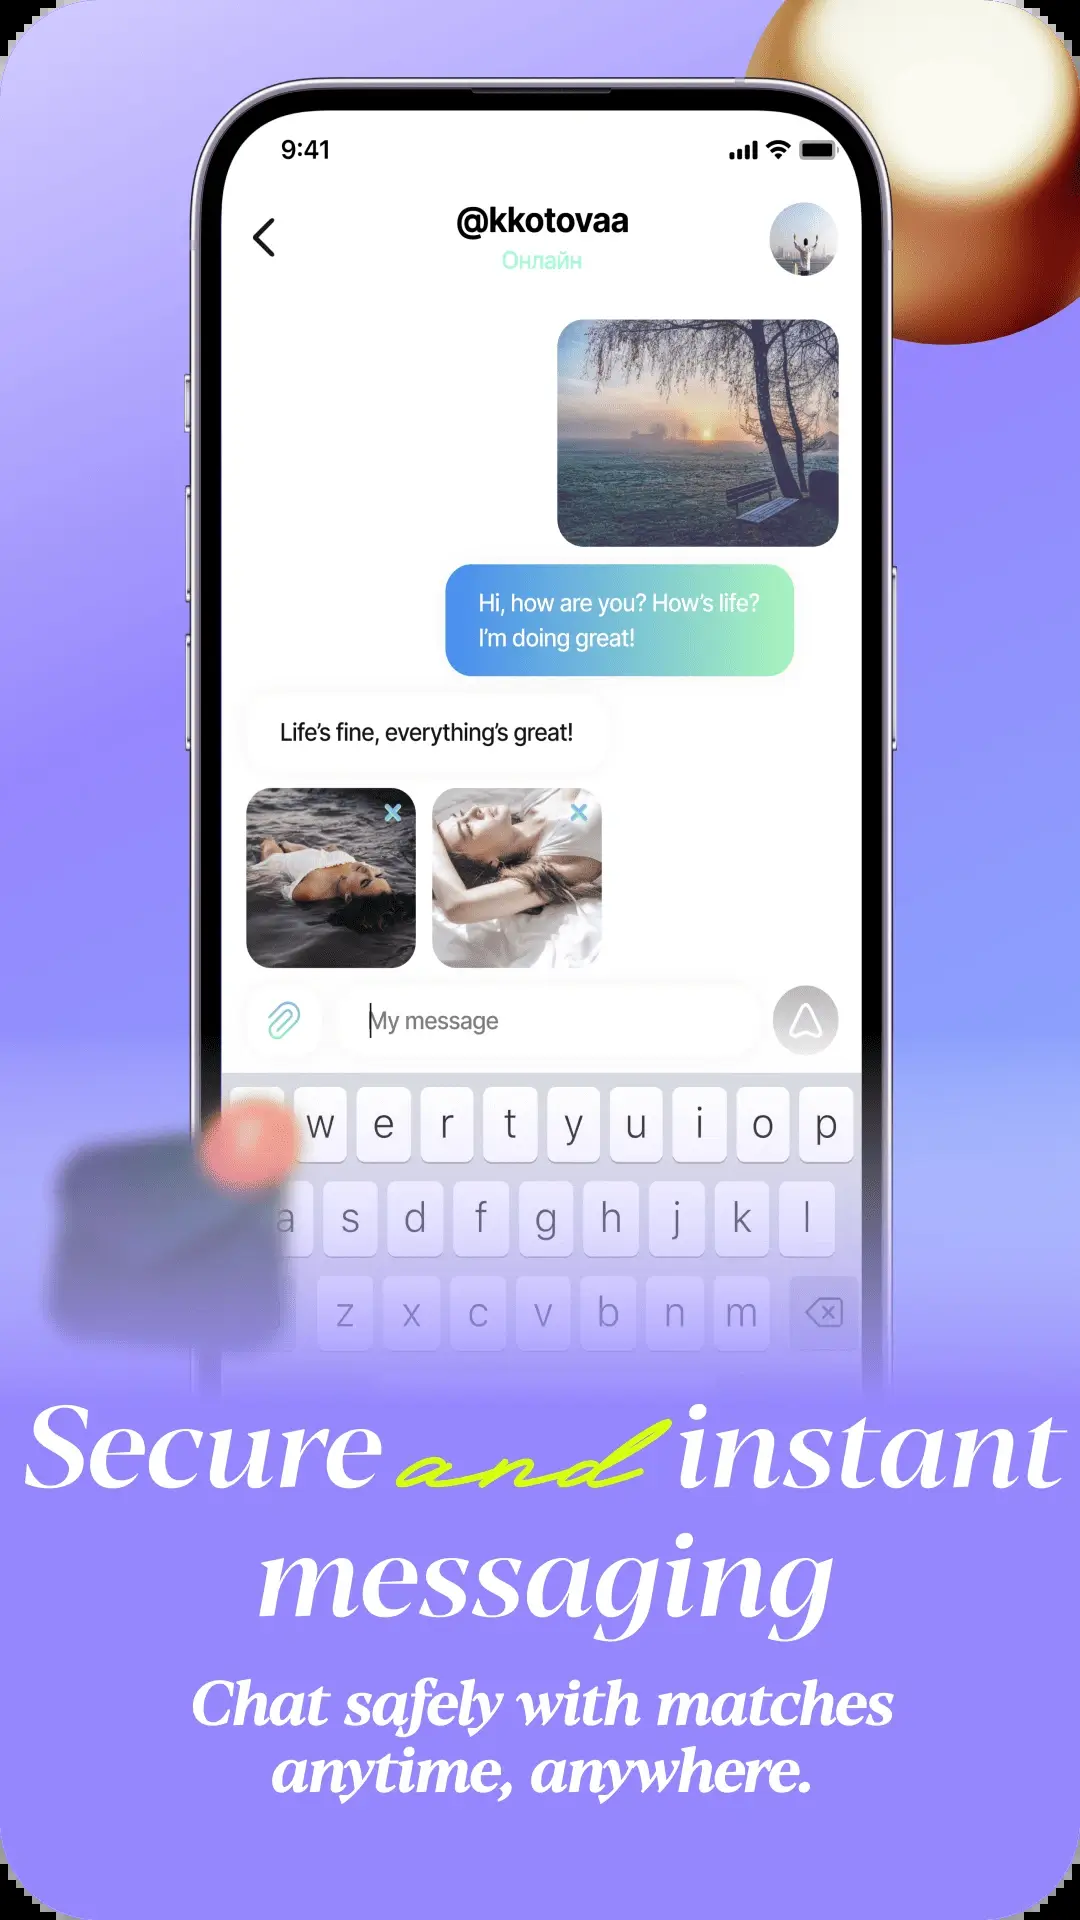 9:41
@kkotovaa
Онлайн
Hi, how are you? How's life?
I'm doing great!
Life's fine, everything's great!
My message
w e r t y u i o p
a s d f g h j k l
z x c v b n m
Secure and instant
messaging
Chat safely with matches
anytime, anywhere.